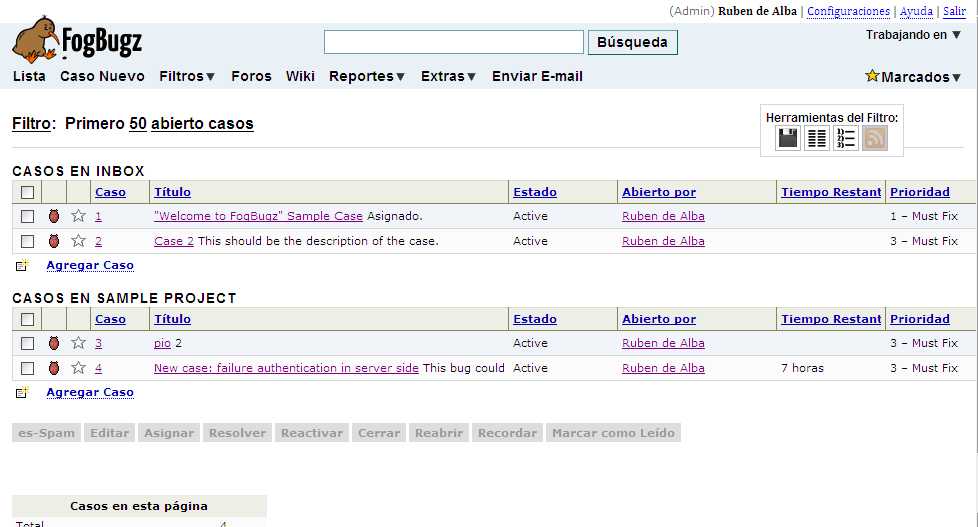 (Admin) Ruben de Alba | Configuraciones | Ayuda | Salir
FogBugz
Búsqueda
Trabajando en ▼
Lista Caso Nuevo Filtros▼ Foros Wiki Reportes▼ Extras▼ Enviar E-mail
Marcados▼
Filtro: Primero 50 abierto casos
Herramientas del Filtro:
1) 2) 3)
CASOS EN INBOX
Caso Título Estado Abierto por Tiempo Restant Prioridad
1 "Welcome to FogBugz" Sample Case Asignado. Active Ruben de Alba 1 – Must Fix
2 Case 2 This should be the description of the case. Active Ruben de Alba 3 – Must Fix
Agregar Caso
CASOS EN SAMPLE PROJECT
Caso Título Estado Abierto por Tiempo Restant Prioridad
3 pio 2 Active Ruben de Alba 3 – Must Fix
4 New case: failure authentication in server side This bug could Active Ruben de Alba 7 horas 3 – Must Fix
Agregar Caso
es-Spam Editar Asignar Resolver Reactivar Cerrar Reabrir Recordar Marcar como Leído
Casos en esta página
Total 4